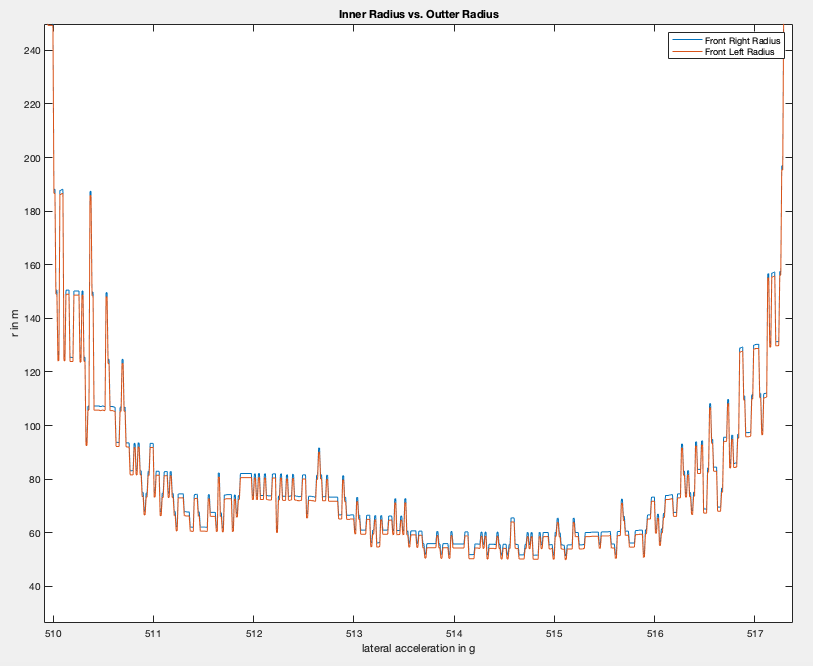 Inner Radius vs. Outter Radius
Front Right Radius
Front Left Radius
240
220
200
180
160
140
120
100
80
60
40
r in m
510 511 512 513 514 515 516 517
lateral acceleration in g